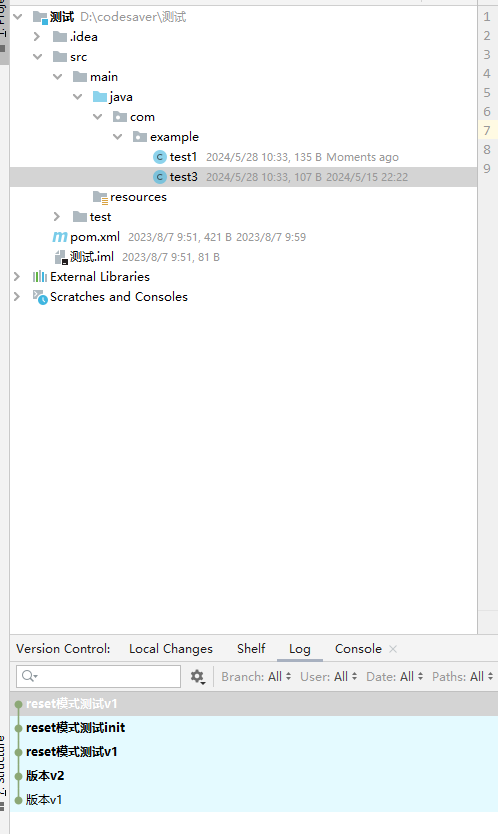 测试 D:\codesaver\测试
.idea
src
main
java
com
example
test1 2024/5/28 10:33, 135 B Moments ago
test3 2024/5/28 10:33, 107 B 2024/5/15 22:22
resources
test
pom.xml 2023/8/7 9:51, 421 B 2023/8/7 9:59
测试.iml 2023/8/7 9:51, 81 B
External Libraries
Scratches and Consoles
1
2
3
4
5
6
7
8
9
Version Control: Local Changes Shelf Log Console
Branch: All User: All Date: All Paths: All
reset模式测试v1
reset模式测试init
reset模式测试v1
版本v2
版本v1
Structure